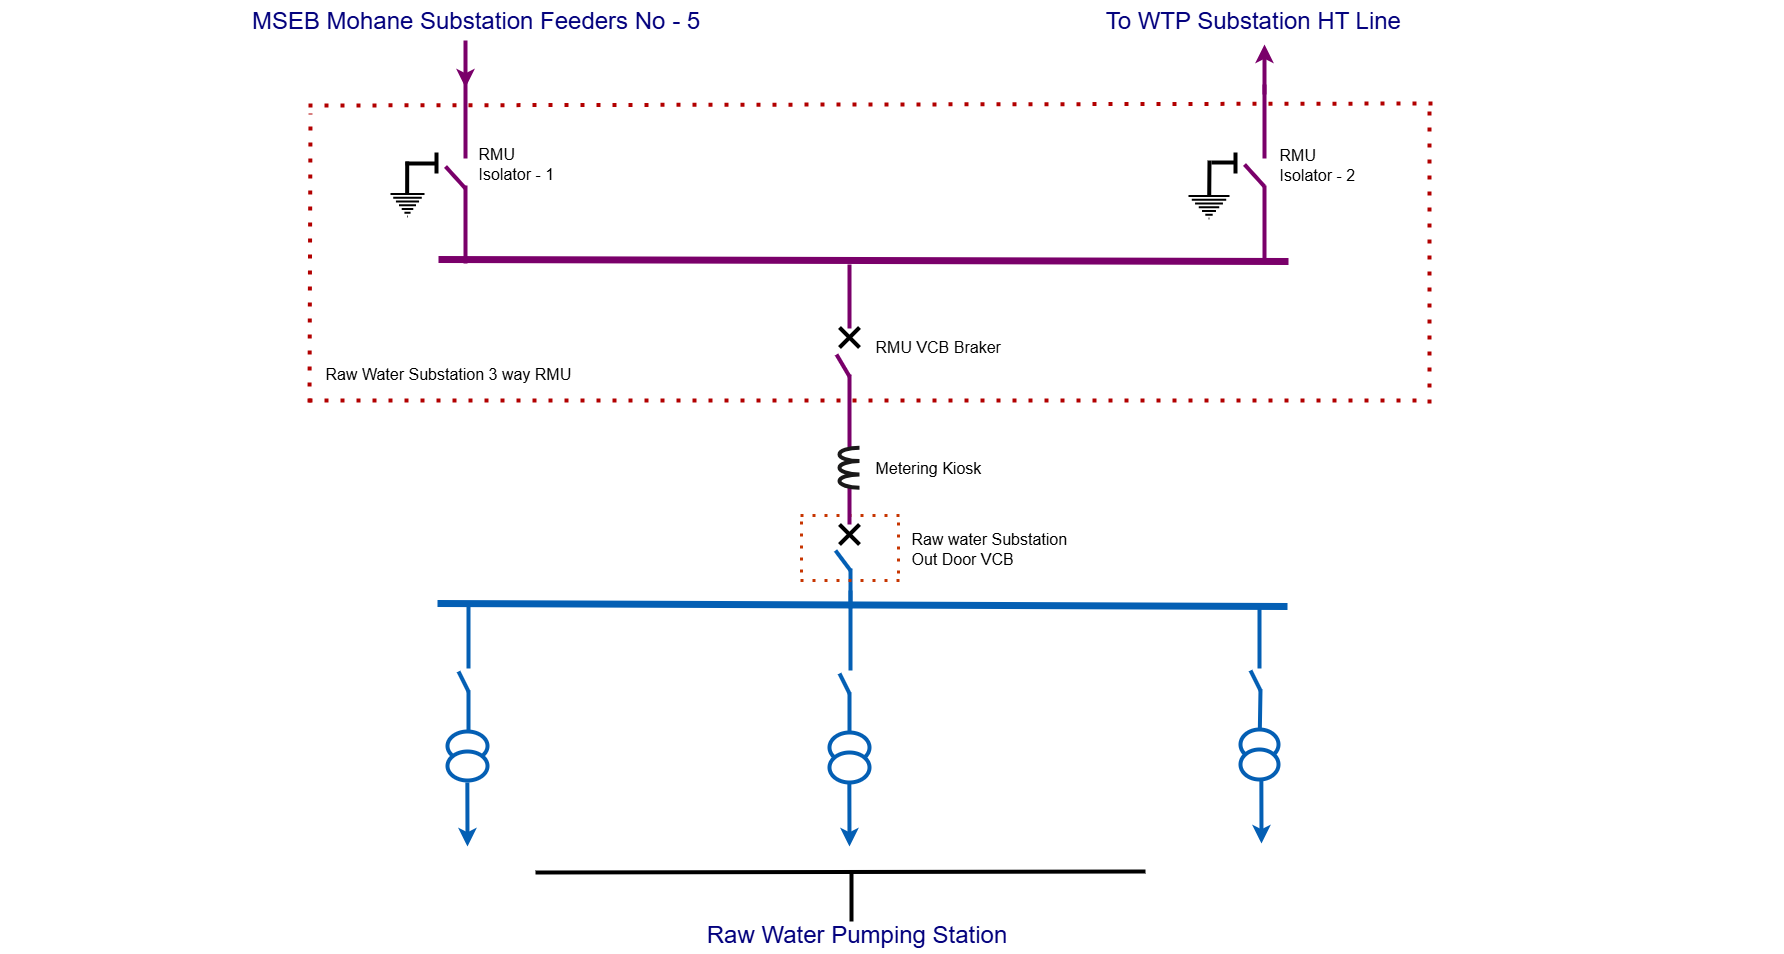 MSEB Mohane Substation Feeders No - 5
To WTP Substation HT Line
RMU
Isolator - 1
RMU
Isolator - 2
RMU VCB Braker
Raw Water Substation 3 way RMU
Metering Kiosk
Raw water Substation
Out Door VCB
Raw Water Pumping Station